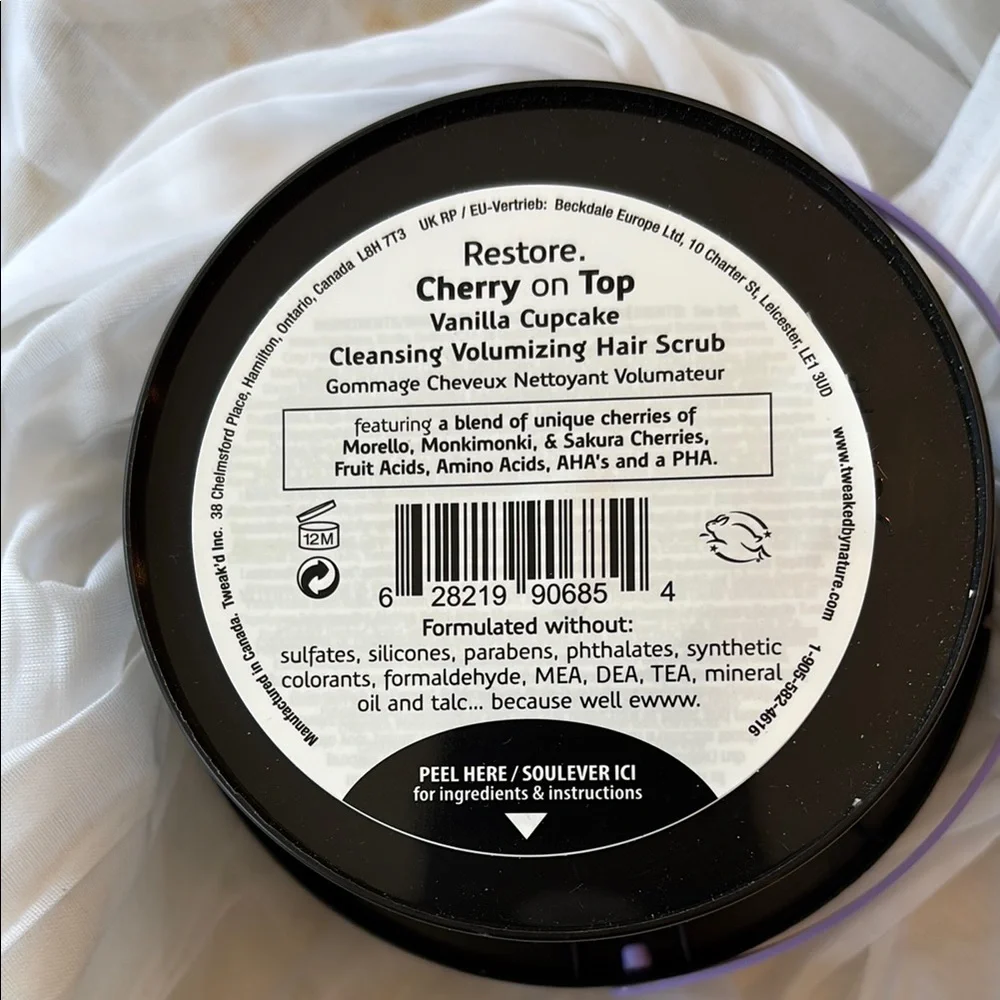 Manufactured in Canada. Tweak'd Inc. 38 Chelmsford Place, Hamilton, Ontario, Canada L8H 7T3 UK RP / EU-Vertrieb: Beckdale Europe Ltd, 10 Charter St, Leicester, LE1 3UD www.tweakedbynature.com 1-905-582-4616
Restore.
Cherry on Top
Vanilla Cupcake
Cleansing Volumizing Hair Scrub
Gommage Cheveux Nettoyant Volumateur
featuring a blend of unique cherries of
Morello, Monkimonki, & Sakura Cherries,
Fruit Acids, Amino Acids, AHA's and a PHA.
12M
6 28219 90685 4
Formulated without:
sulfates, silicones, parabens, phthalates, synthetic
colorants, formaldehyde, MEA, DEA, TEA, mineral
oil and talc... because well ewww.
PEEL HERE / SOULEVER ICI
for ingredients & instructions